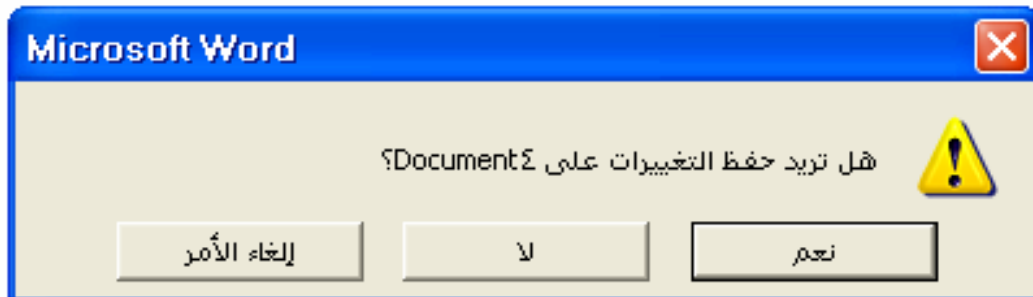 Microsoft Word
هل تريد حفظ التغييرات على Document٤؟
نعم
لا
إلغاء الأمر